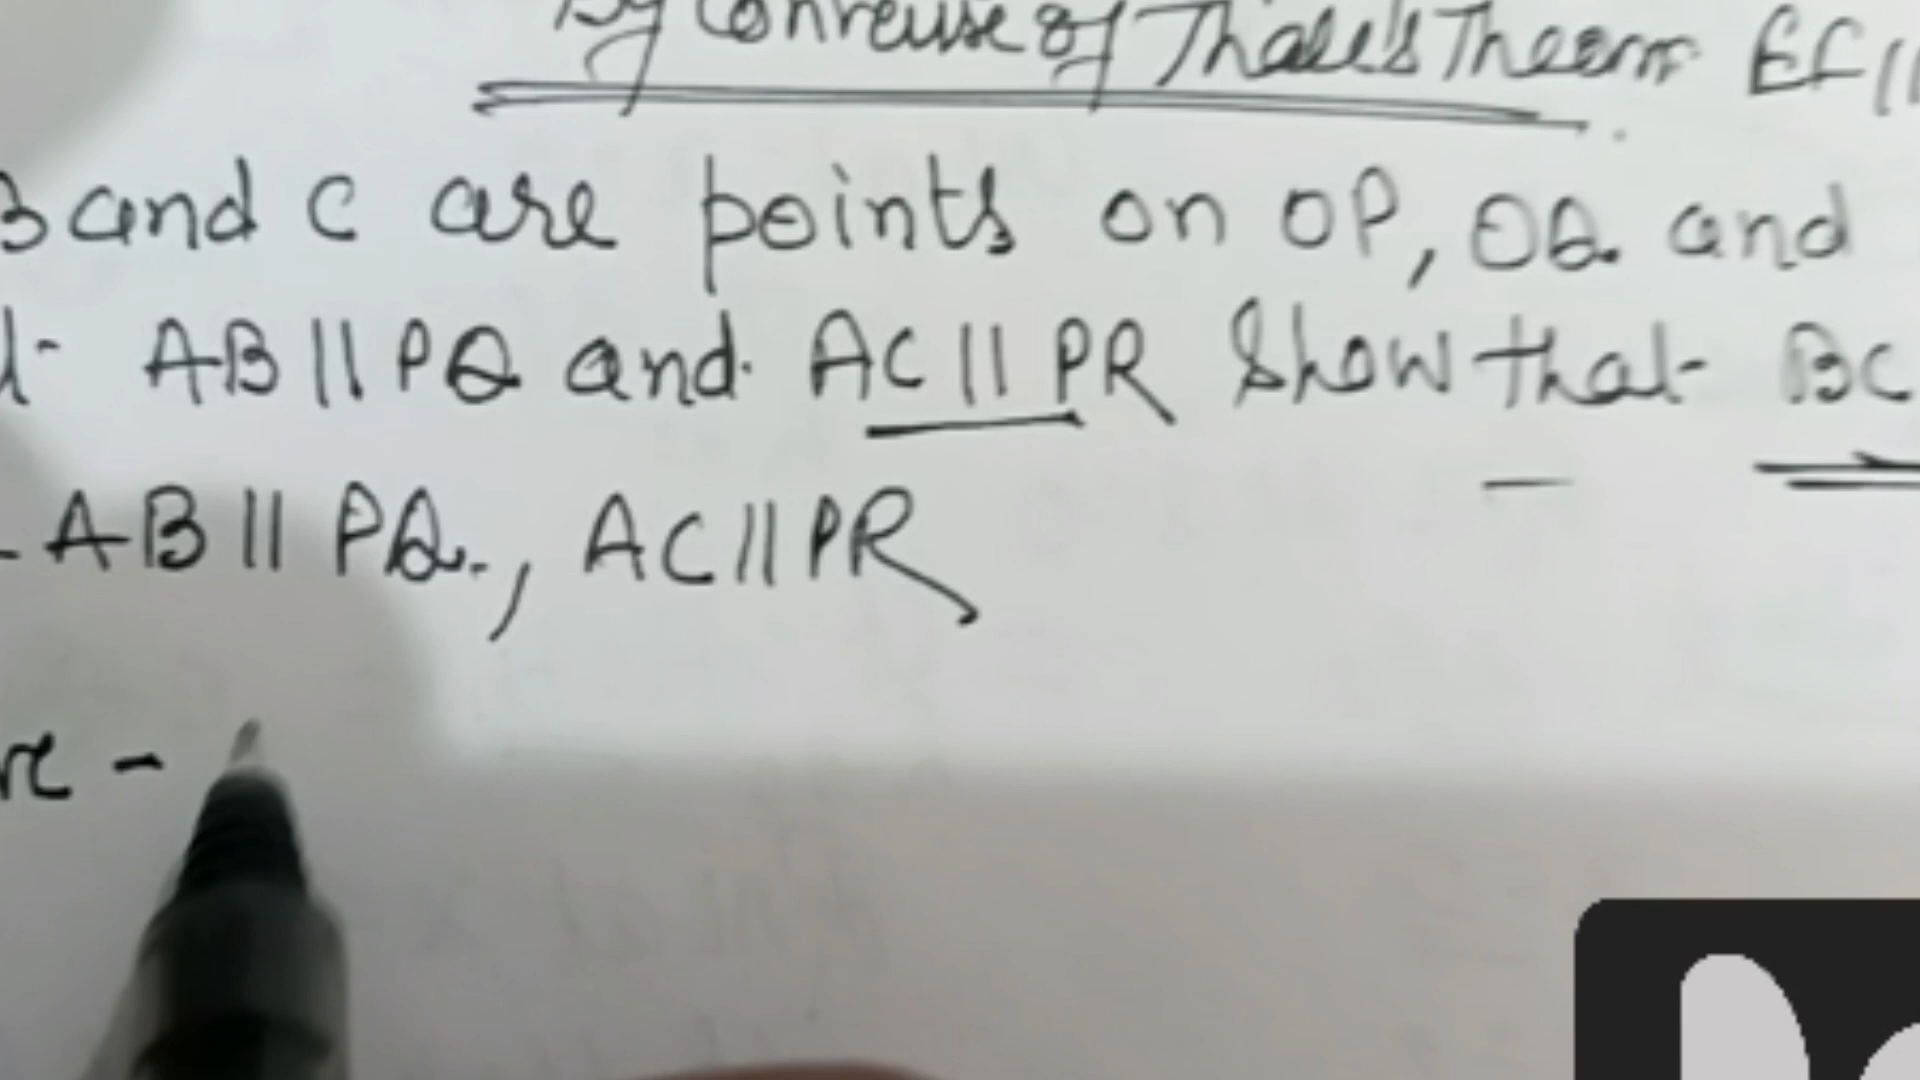 By Converse of Thale's Theorem EF ||
B and C are points on OP, OQ and
AB || PQ and AC || PR Show that BC
- AB || PQ., AC || PR
-